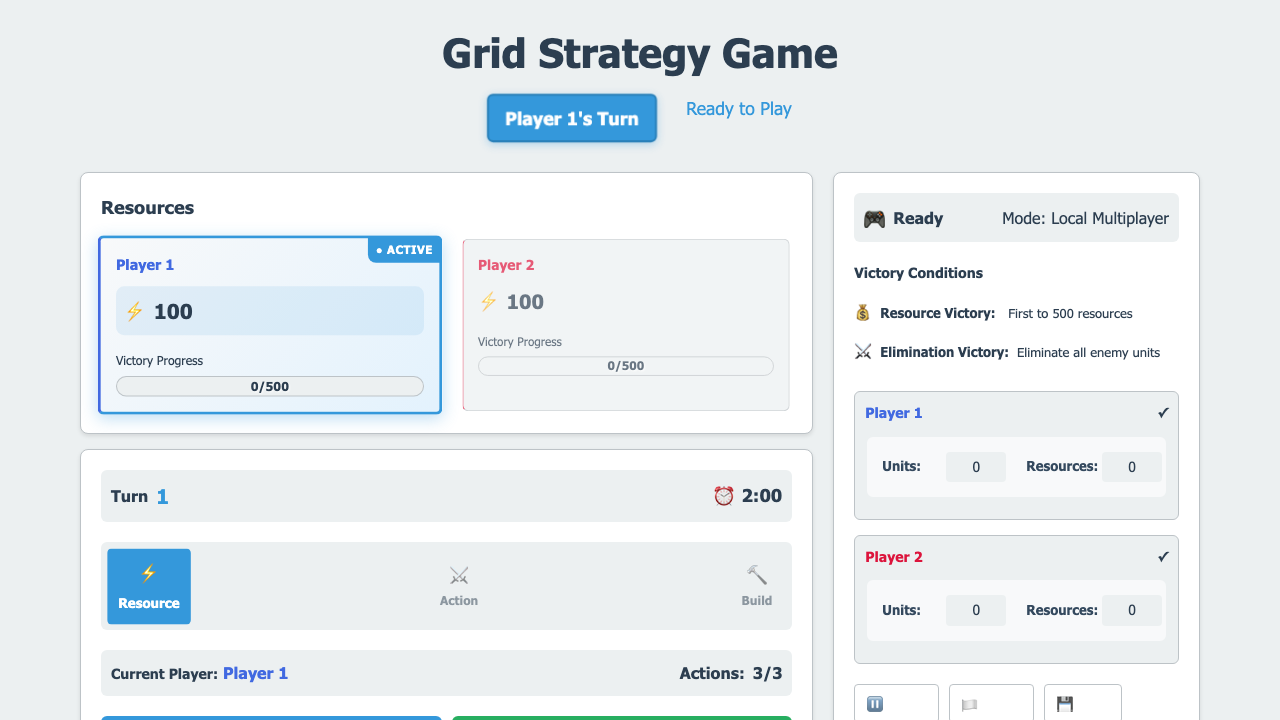 Grid Strategy Game
Player 1's Turn
Ready to Play
Resources
● ACTIVE
Player 1
⚡ 100
Victory Progress
0/500
Player 2
⚡ 100
Victory Progress
0/500
Turn 1
⏰ 2:00
⚡
Resource
⚔
Action
🔨
Build
Current Player: Player 1
Actions: 3/3
🎮 Ready
Mode: Local Multiplayer
Victory Conditions
💰 Resource Victory: First to 500 resources
⚔ Elimination Victory: Eliminate all enemy units
Player 1 ✓
Units: 0 Resources: 0
Player 2 ✓
Units: 0 Resources: 0
⏸ 🏳 💾